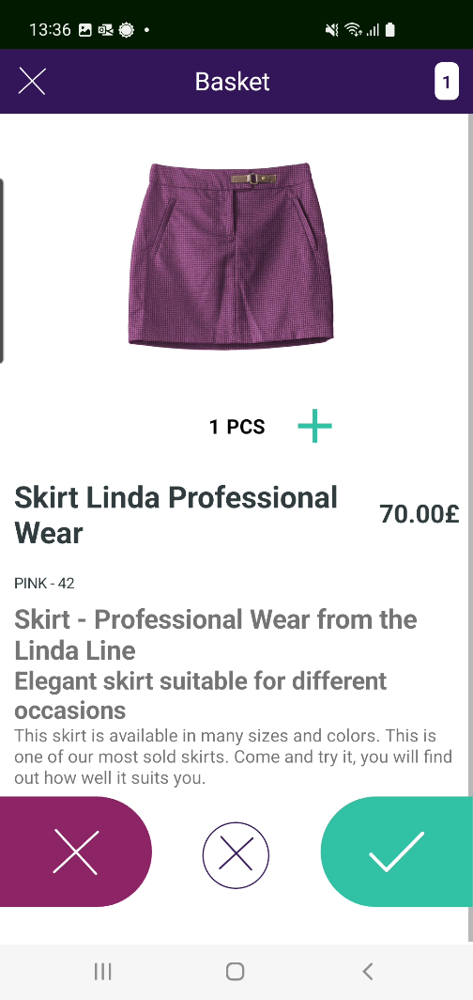 13:36
Basket
1
1 PCS
Skirt Linda Professional
Wear
70.00£
PINK - 42
Skirt - Professional Wear from the
Linda Line
Elegant skirt suitable for different
occasions
This skirt is available in many sizes and colors. This is
one of our most sold skirts. Come and try it, you will find
out how well it suits you.